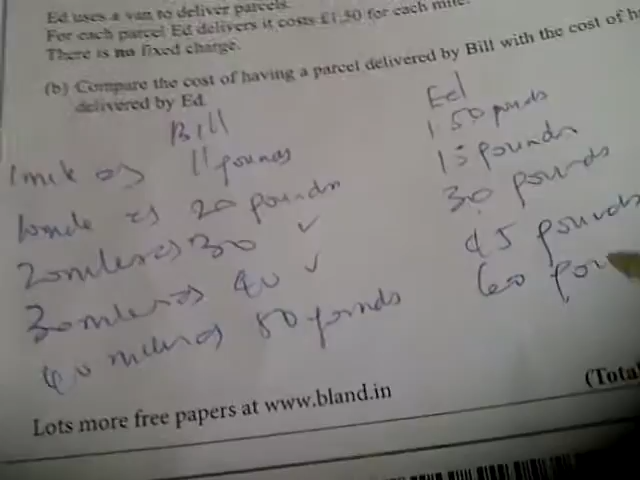 Ed uses a van to deliver parcels.
For each parcel Ed delivers it costs £1.50 for each mile.
There is no fixed charge.
(b) Compare the cost of having a parcel delivered by Bill with the cost of
delivered by Ed.
Bill Ed
1 mile 11 pounds 1.50 pounds
20 pounds 15 pounds
20 miles 30 30 pounds
30 miles 40 45 pounds
40 miles 50 pounds 60
Lots more free papers at www.bland.in
(Total